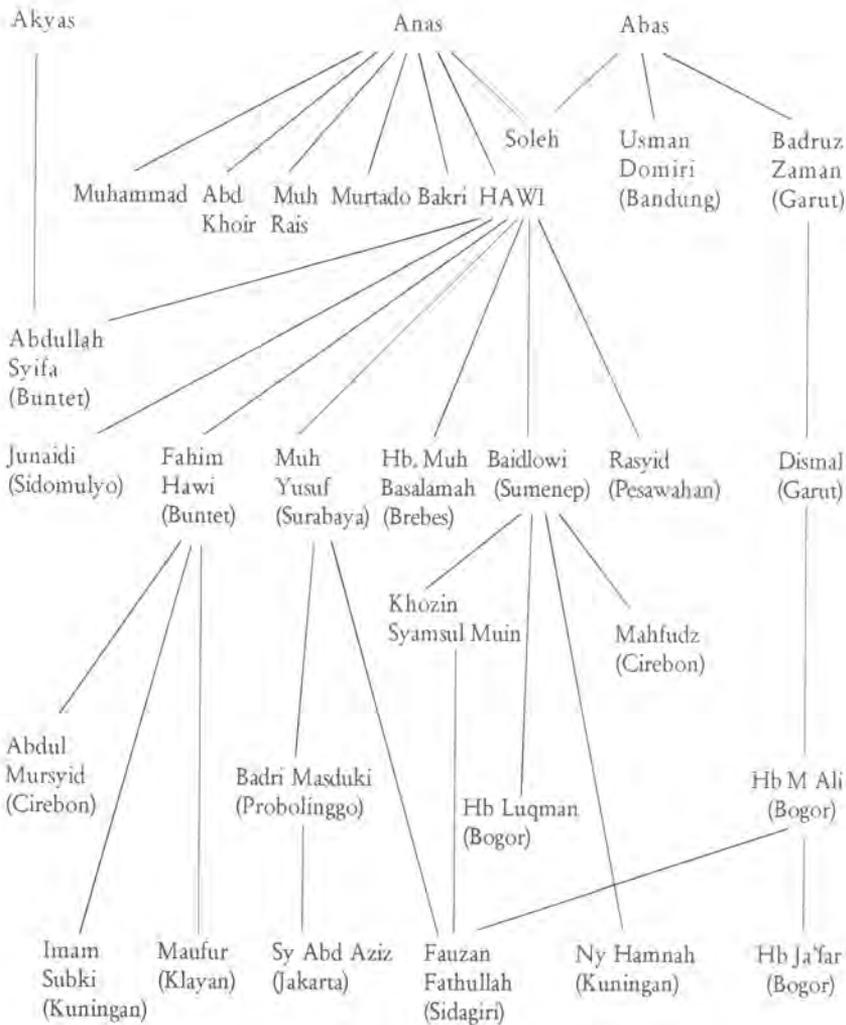 Akyas
Anas
Abas
Soleh
Usman
Domiri
(Bandung)
Badruz
Zaman
(Garut)
Muhammad
Abd
Khoir
Muh
Rais
Murtado
Bakri
HAWI
Abdullah
Syifa
(Buntet)
Junaidi
(Sidomulyo)
Fahim
Hawi
(Buntet)
Muh
Yusuf
(Surabaya)
Hb. Muh
Basalamah
(Brebes)
Baidlowi
(Sumenep)
Rasyid
(Pesawahan)
Dismal
(Garut)
Khozin
Syamsul Muin
Mahfudz
(Cirebon)
Abdul
Mursyid
(Cirebon)
Badri Masduki
(Probolinggo)
Hb Luqman
(Bogor)
Hb M Ali
(Bogor)
Imam
Subki
(Kuningan)
Maufur
(Klayan)
Sy Abd Aziz
(Jakarta)
Fauzan
Fathullah
(Sidagiri)
Ny Hamnah
(Kuningan)
Hb Ja'far
(Bogor)